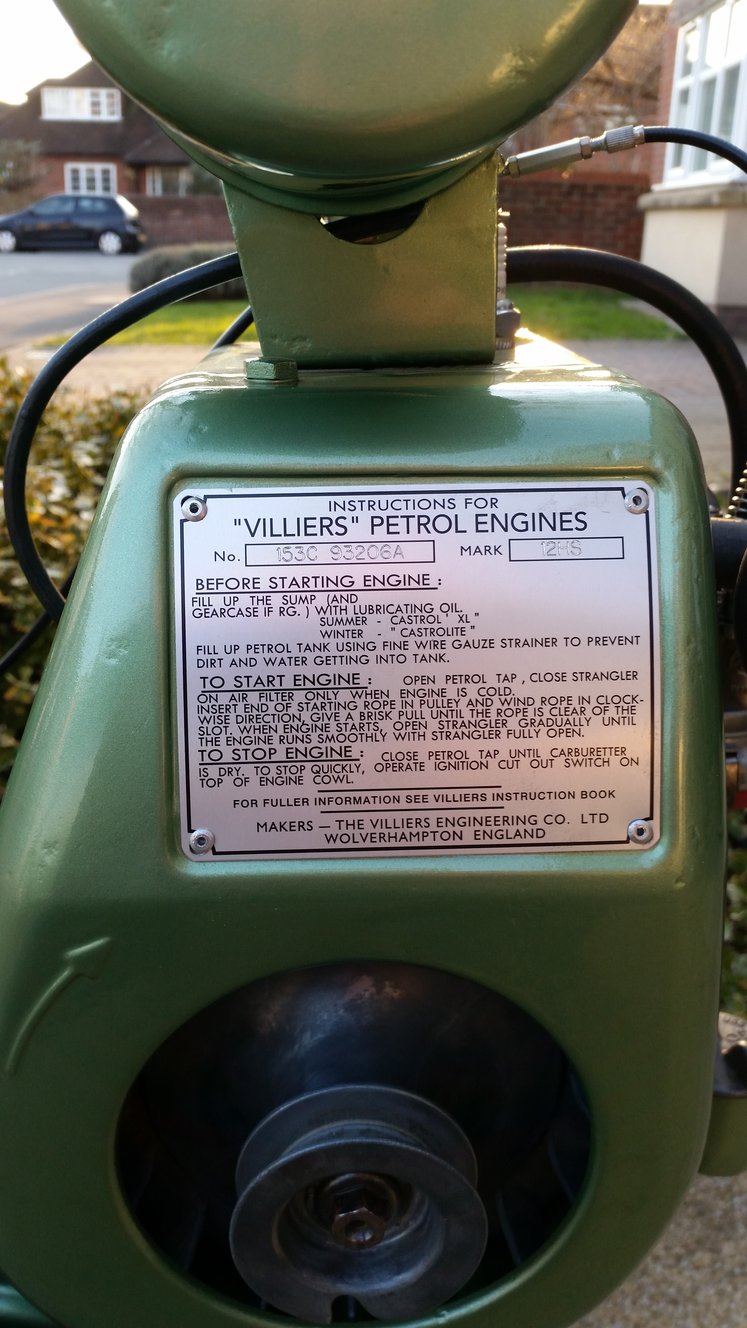 INSTRUCTIONS FOR
"VILLIERS" PETROL ENGINES
No. 153C 93206A MARK 12HS
BEFORE STARTING ENGINE :
FILL UP THE SUMP (AND
GEARCASE IF RG. ) WITH LUBRICATING OIL.
SUMMER - CASTROL ' XL "
WINTER - " CASTROLITE "
FILL UP PETROL TANK USING FINE WIRE GAUZE STRAINER TO PREVENT
DIRT AND WATER GETTING INTO TANK.
TO START ENGINE : OPEN PETROL TAP , CLOSE STRANGLER
ON AIR FILTER ONLY WHEN ENGINE IS COLD.
INSERT END OF STARTING ROPE IN PULLEY AND WIND ROPE IN CLOCK-
WISE DIRECTION, GIVE A BRISK PULL UNTIL THE ROPE IS CLEAR OF THE
SLOT. WHEN ENGINE STARTS, OPEN STRANGLER GRADUALLY UNTIL
THE ENGINE RUNS SMOOTHLY WITH STRANGLER FULLY OPEN.
TO STOP ENGINE : CLOSE PETROL TAP UNTIL CARBURETTER
IS DRY. TO STOP QUICKLY, OPERATE IGNITION CUT OUT SWITCH ON
TOP OF ENGINE COWL.
FOR FULLER INFORMATION SEE VILLIERS INSTRUCTION BOOK
MAKERS — THE VILLIERS ENGINEERING CO. LTD
WOLVERHAMPTON ENGLAND